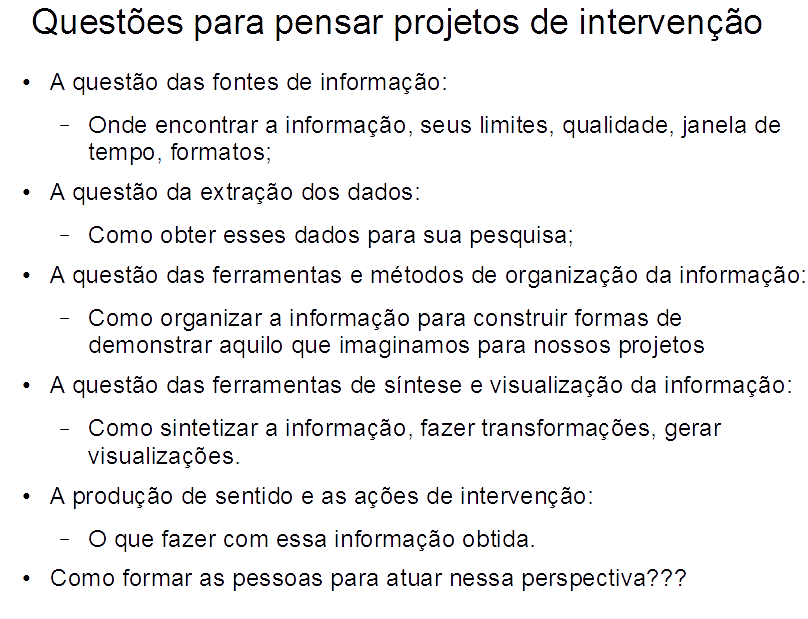 Questões para pensar projetos de intervenção
• A questão das fontes de informação:
– Onde encontrar a informação, seus limites, qualidade, janela de
tempo, formatos;
• A questão da extração dos dados:
– Como obter esses dados para sua pesquisa;
• A questão das ferramentas e métodos de organização da informação:
– Como organizar a informação para construir formas de
demonstrar aquilo que imaginamos para nossos projetos
• A questão das ferramentas de síntese e visualização da informação:
– Como sintetizar a informação, fazer transformações, gerar
visualizações.
• A produção de sentido e as ações de intervenção:
– O que fazer com essa informação obtida.
• Como formar as pessoas para atuar nessa perspectiva???